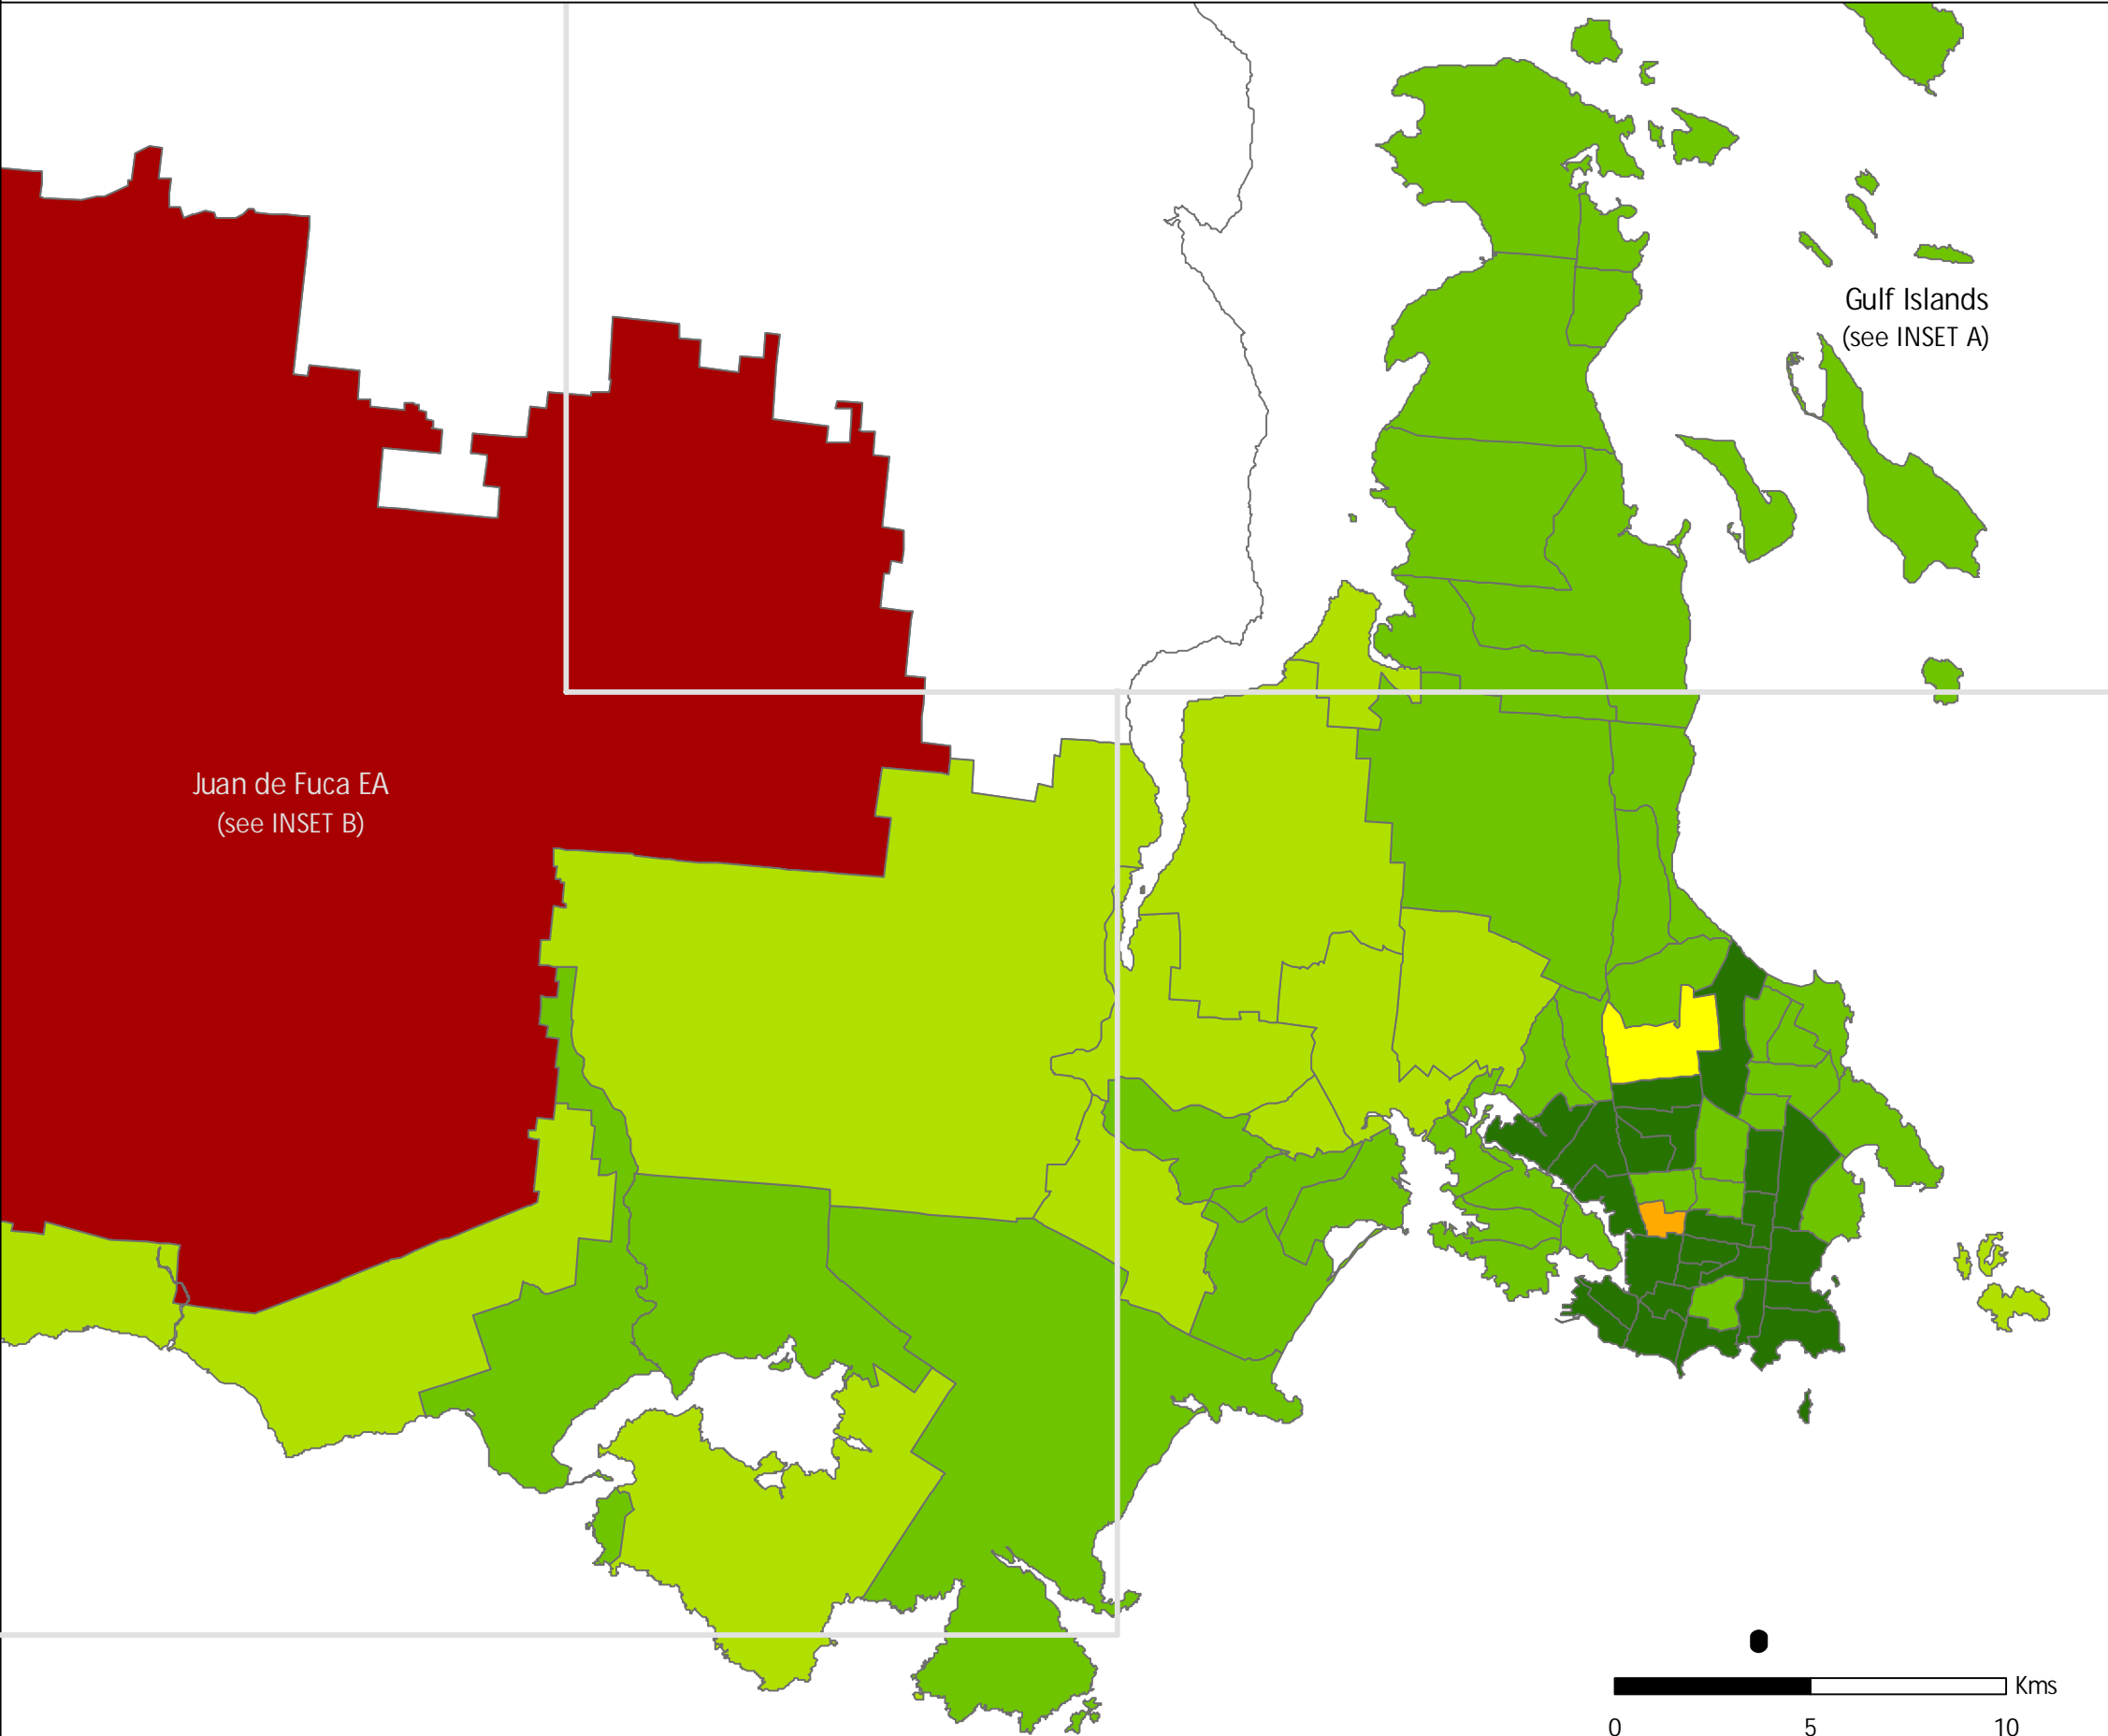 Gulf Islands
(see INSET A)
Juan de Fuca EA
(see INSET B)
Kms
0 5 10